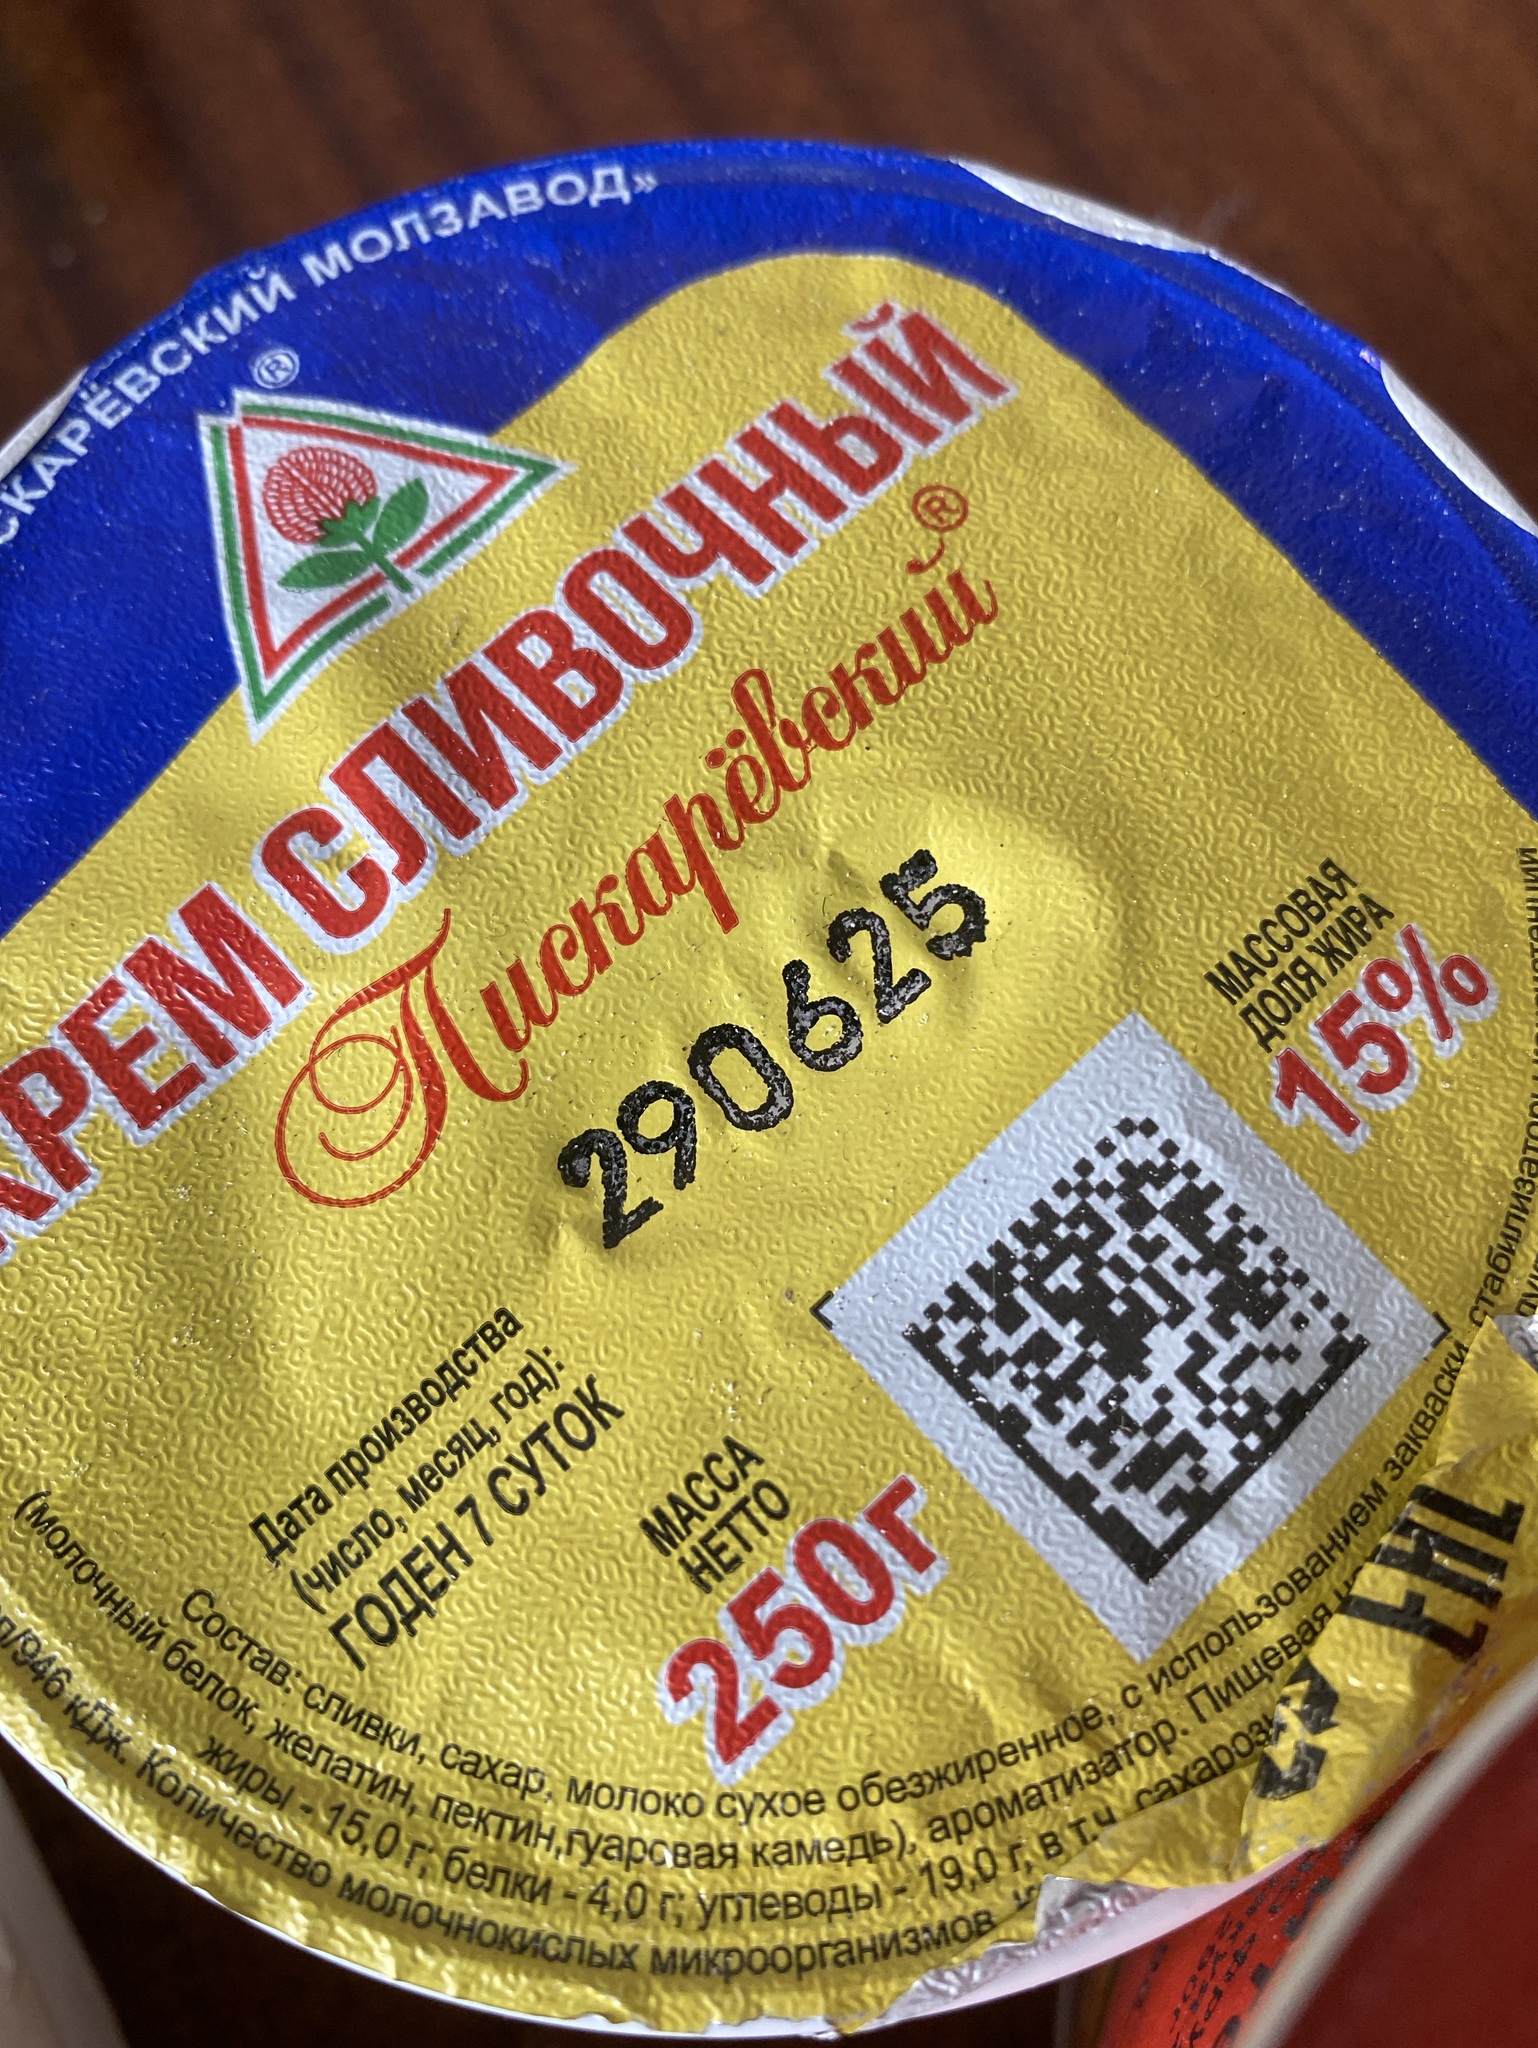 СКАРЁВСКИЙ МОЛЗАВОД»
®
КРЕМ СЛИВОЧНЫЙ
Пискарёвский®
290625
МАССОВАЯ
ДОЛЯ ЖИРА
15%
Дата производства
(число, месяц, год):
ГОДЕН 7 СУТОК
МАССА
НЕТТО
250г
EAC
Состав: сливки, сахар, молоко сухое обезжиренное, с использованием закваски, стабилизатор
(молочный белок, желатин, пектин,гуаровая камедь), ароматизатор. Пищевая
жиры - 15,0 г; белки - 4,0 г; углеводы - 19,0 г, в т.ч. сахароз
/946 кДж. Количество молочнокислых микроорганизмов